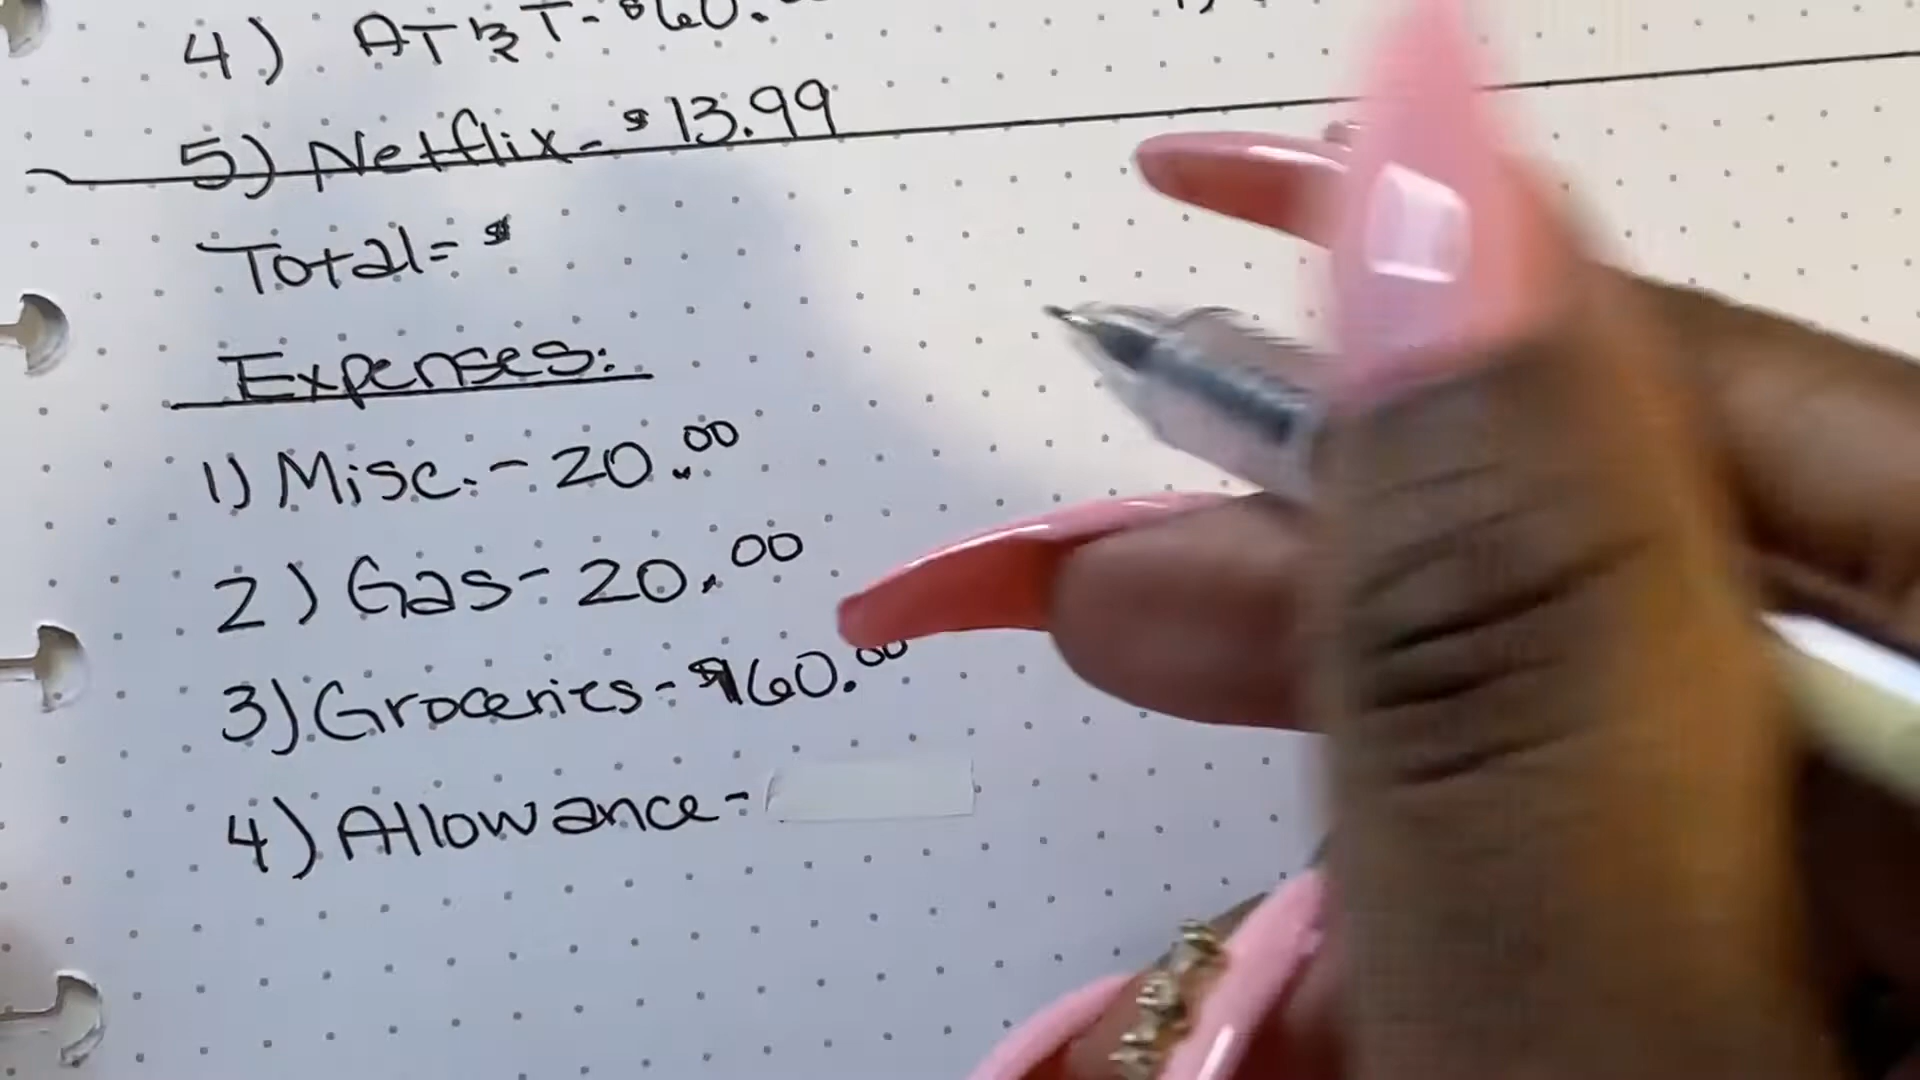 4) AT&T - $60.
5) Netflix - $13.99
Total = $
Expenses:
1) Misc. - 20.00
2) Gas - 20.00
3) Groceries - $160.00
4) Allowance -